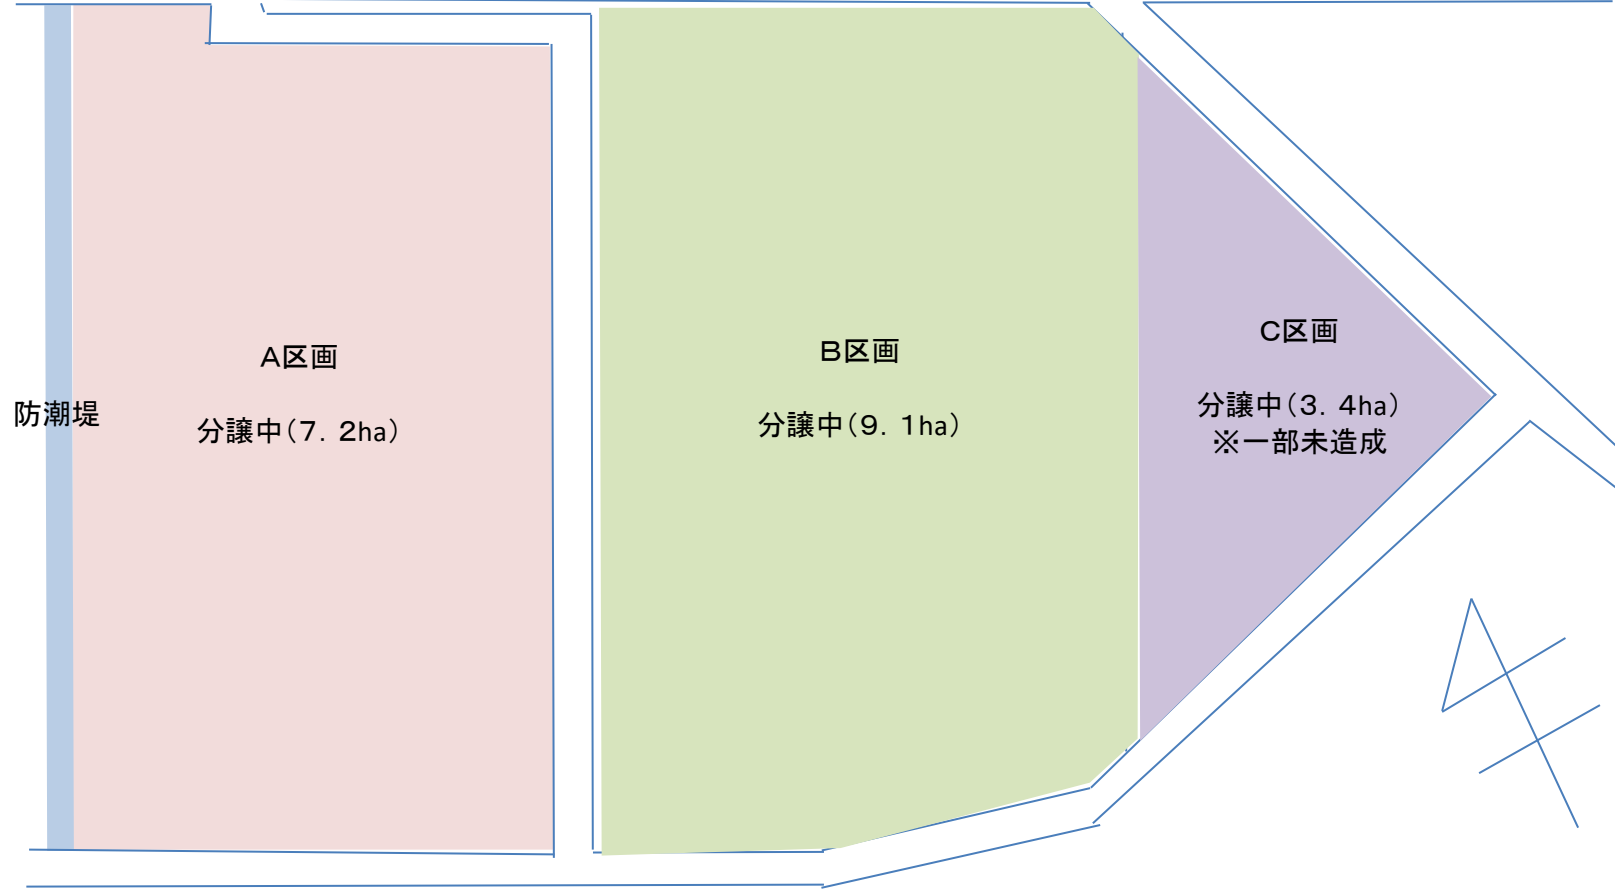 A区画
分譲中（7．2ha）
防潮堤
B区画
分譲中（9．1ha）
C区画
分譲中（3．4ha）
※一部未造成